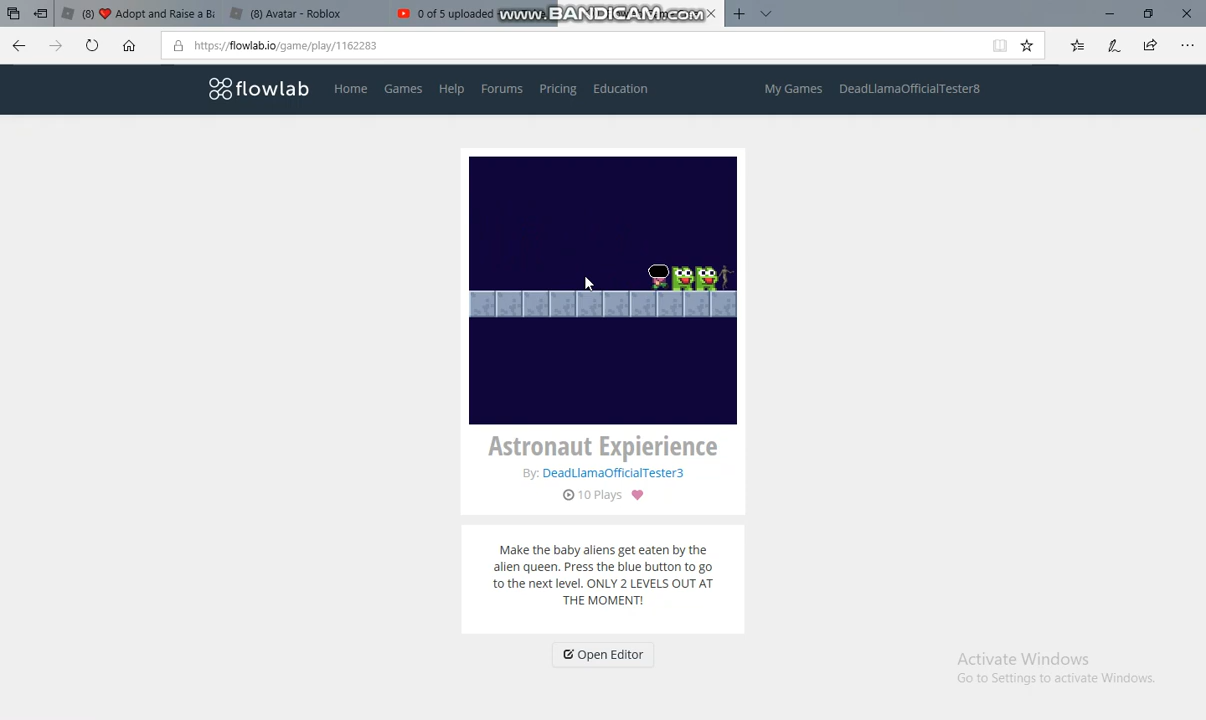 (8) ❤ Adopt and Raise a Ba
(8) Avatar - Roblox
0 of 5 uploaded
www.BANDICAM.com
https://flowlab.io/game/play/1162283
flowlab
Home
Games
Help
Forums
Pricing
Education
My Games
DeadLlamaOfficialTester8
Astronaut Expierience
By: DeadLlamaOfficialTester3
10 Plays
Make the baby aliens get eaten by the
alien queen. Press the blue button to go
to the next level. ONLY 2 LEVELS OUT AT
THE MOMENT!
Open Editor
Activate Windows
Go to Settings to activate Windows.